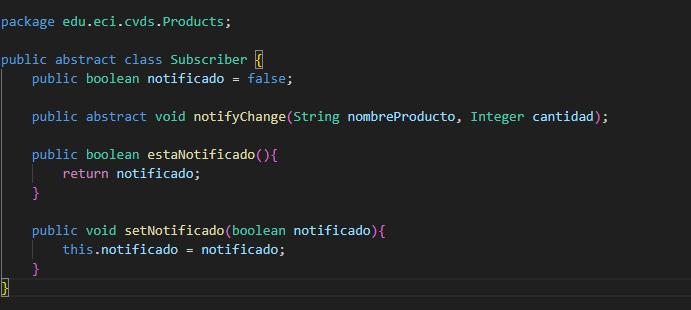 package edu.eci.cvds.Products;
public abstract class Subscriber {
public boolean notificado = false;
public abstract void notifyChange(String nombreProducto, Integer cantidad);
public boolean estaNotificado(){
return notificado;
}
public void setNotificado(boolean notificado){
this.notificado = notificado;
}
}